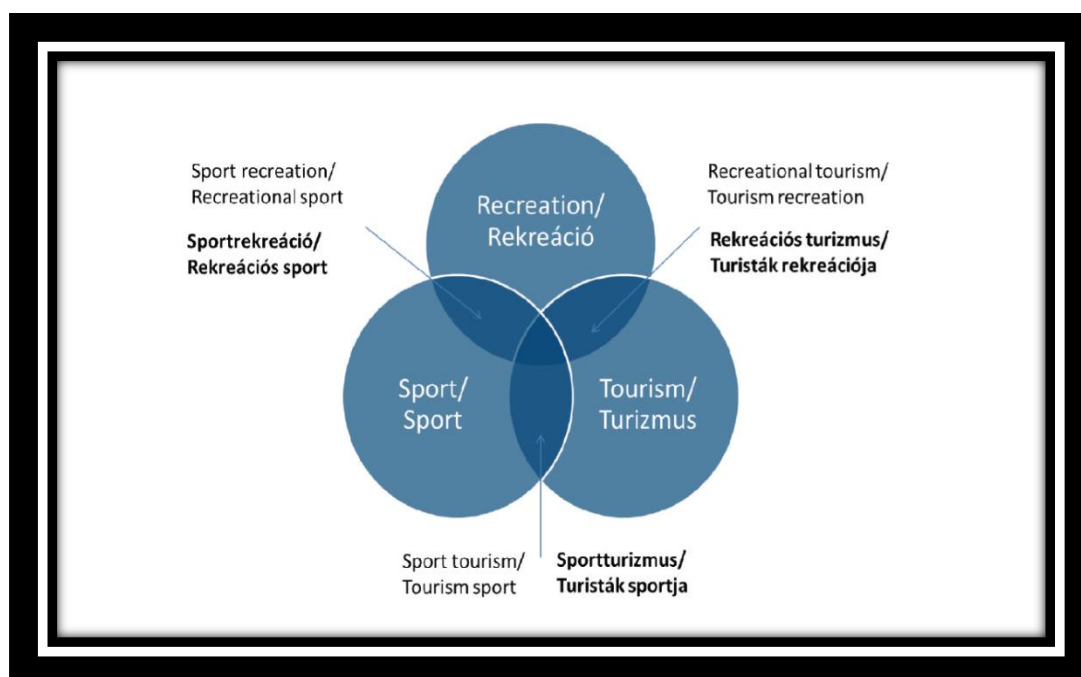 Sport recreation/
Recreational sport
Sportrekreáció/
Rekreációs sport
Recreation/
Rekreáció
Recreational tourism/
Tourism recreation
Rekreációs turizmus/
Turisták rekreációja
Sport/
Sport
Tourism/
Turizmus
Sport tourism/
Tourism sport
Sportturizmus/
Turisták sportja